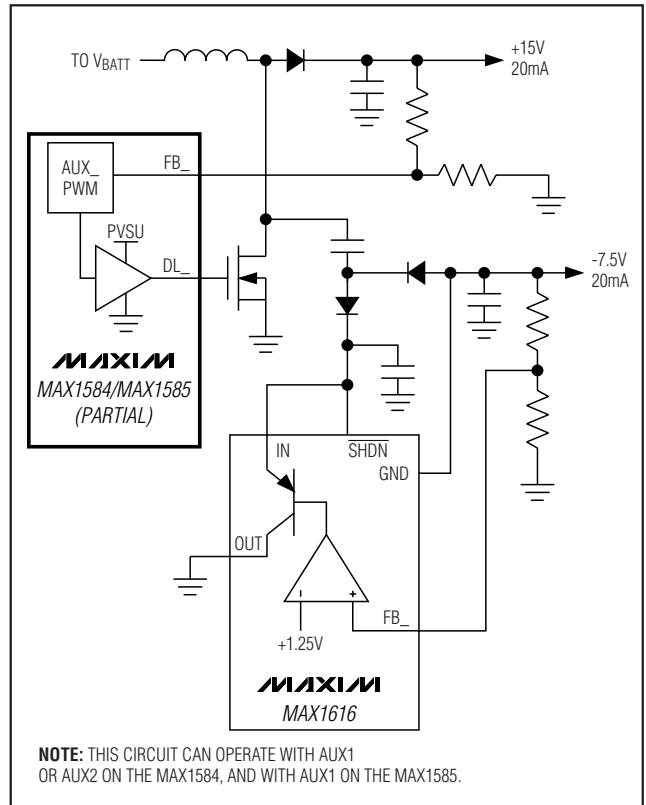 TO VBATT
+15V
20mA
AUX_
PWM
FB_
PVSU
DL_
-7.5V
20mA
MAXIM
MAX1584/MAX1585
(PARTIAL)
IN
SHDN
GND
OUT
- +
FB_
+1.25V
MAXIM
MAX1616
NOTE: THIS CIRCUIT CAN OPERATE WITH AUX1
OR AUX2 ON THE MAX1584, AND WITH AUX1 ON THE MAX1585.